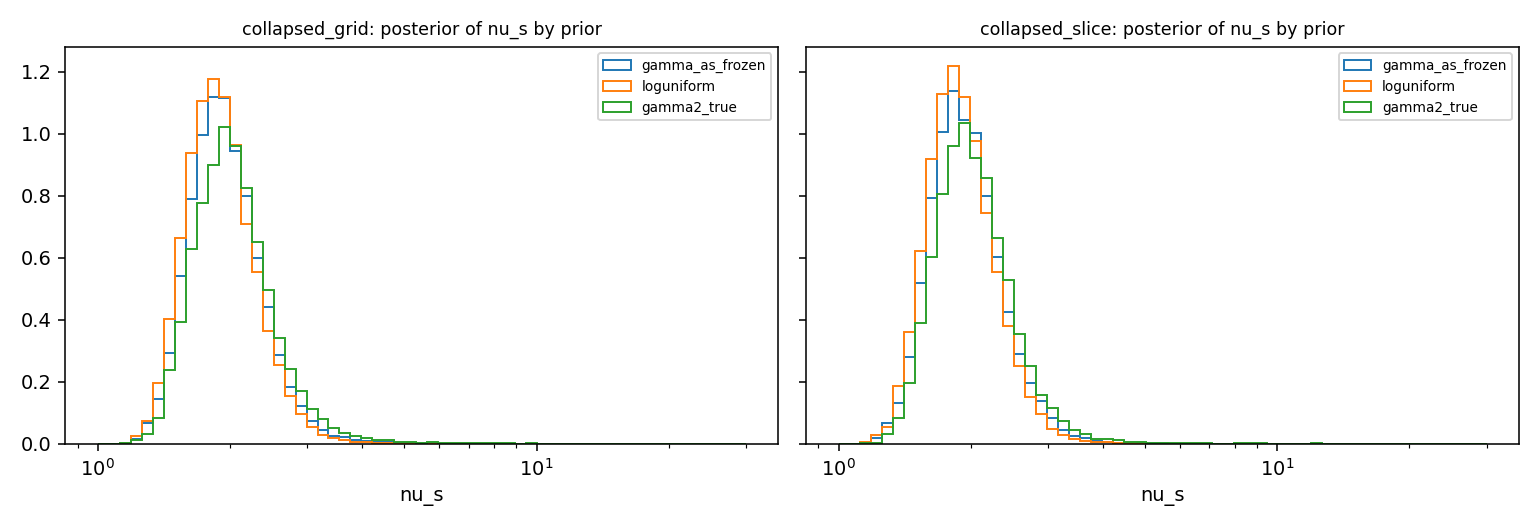 collapsed_grid: posterior of nu_s by prior
1.2
1.0
0.8
0.6
0.4
0.2
0.0
10⁰
10¹
nu_s
gamma_as_frozen
loguniform
gamma2_true
collapsed_slice: posterior of nu_s by prior
10⁰
10¹
nu_s
gamma_as_frozen
loguniform
gamma2_true